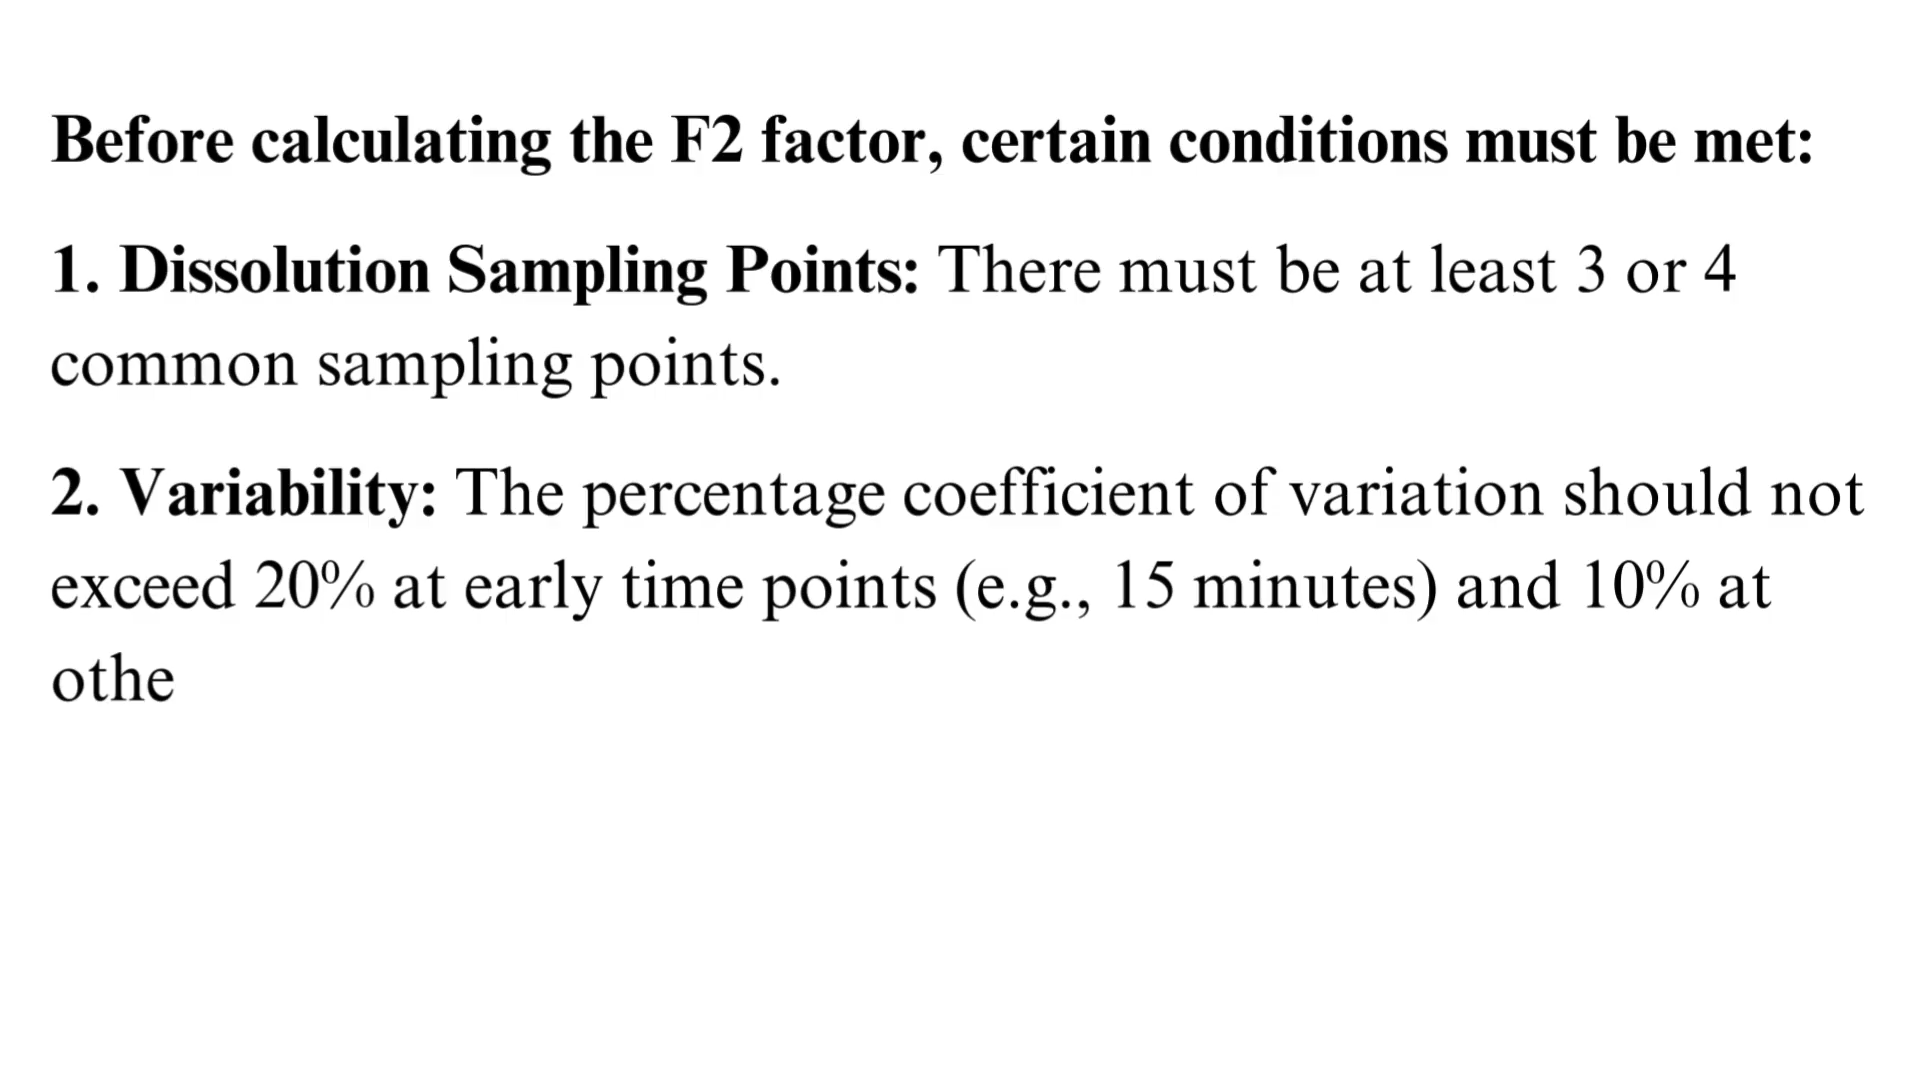 Before calculating the F2 factor, certain conditions must be met:
1. Dissolution Sampling Points: There must be at least 3 or 4
common sampling points.
2. Variability: The percentage coefficient of variation should not
exceed 20% at early time points (e.g., 15 minutes) and 10% at
othe